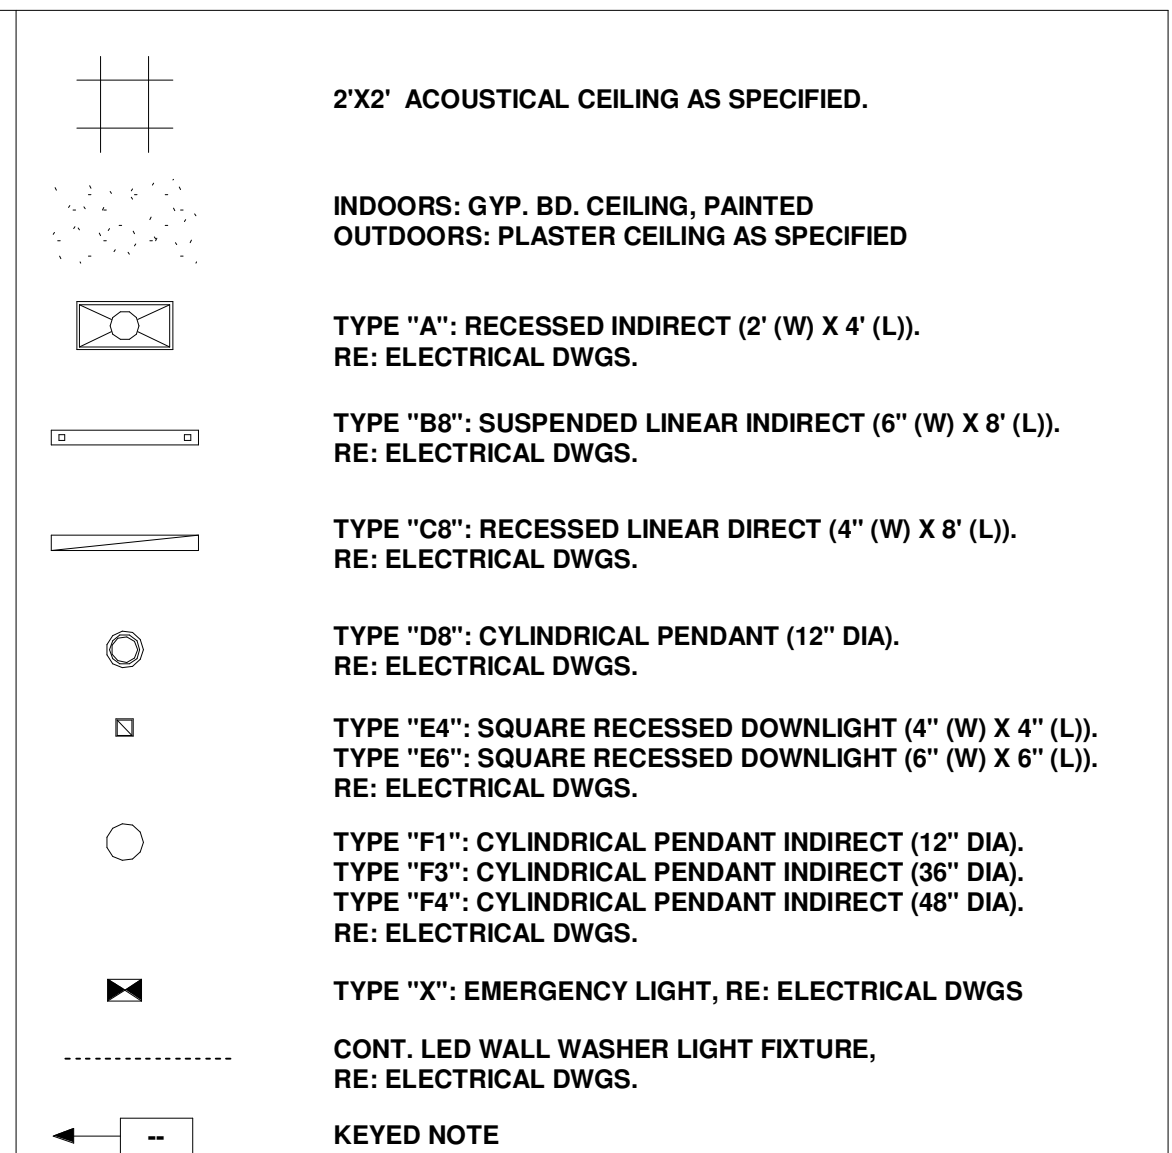 2'X2' ACOUSTICAL CEILING AS SPECIFIED.
INDOORS: GYP. BD. CEILING, PAINTED
OUTDOORS: PLASTER CEILING AS SPECIFIED
TYPE "A": RECESSED INDIRECT (2' (W) X 4' (L)).
RE: ELECTRICAL DWGS.
TYPE "B8": SUSPENDED LINEAR INDIRECT (6" (W) X 8' (L)).
RE: ELECTRICAL DWGS.
TYPE "C8": RECESSED LINEAR DIRECT (4" (W) X 8' (L)).
RE: ELECTRICAL DWGS.
TYPE "D8": CYLINDRICAL PENDANT (12" DIA).
RE: ELECTRICAL DWGS.
TYPE "E4": SQUARE RECESSED DOWNLIGHT (4" (W) X 4" (L)).
TYPE "E6": SQUARE RECESSED DOWNLIGHT (6" (W) X 6" (L)).
RE: ELECTRICAL DWGS.
TYPE "F1": CYLINDRICAL PENDANT INDIRECT (12" DIA).
TYPE "F3": CYLINDRICAL PENDANT INDIRECT (36" DIA).
TYPE "F4": CYLINDRICAL PENDANT INDIRECT (48" DIA).
RE: ELECTRICAL DWGS.
TYPE "X": EMERGENCY LIGHT, RE: ELECTRICAL DWGS
CONT. LED WALL WASHER LIGHT FIXTURE,
RE: ELECTRICAL DWGS.
-- KEYED NOTE